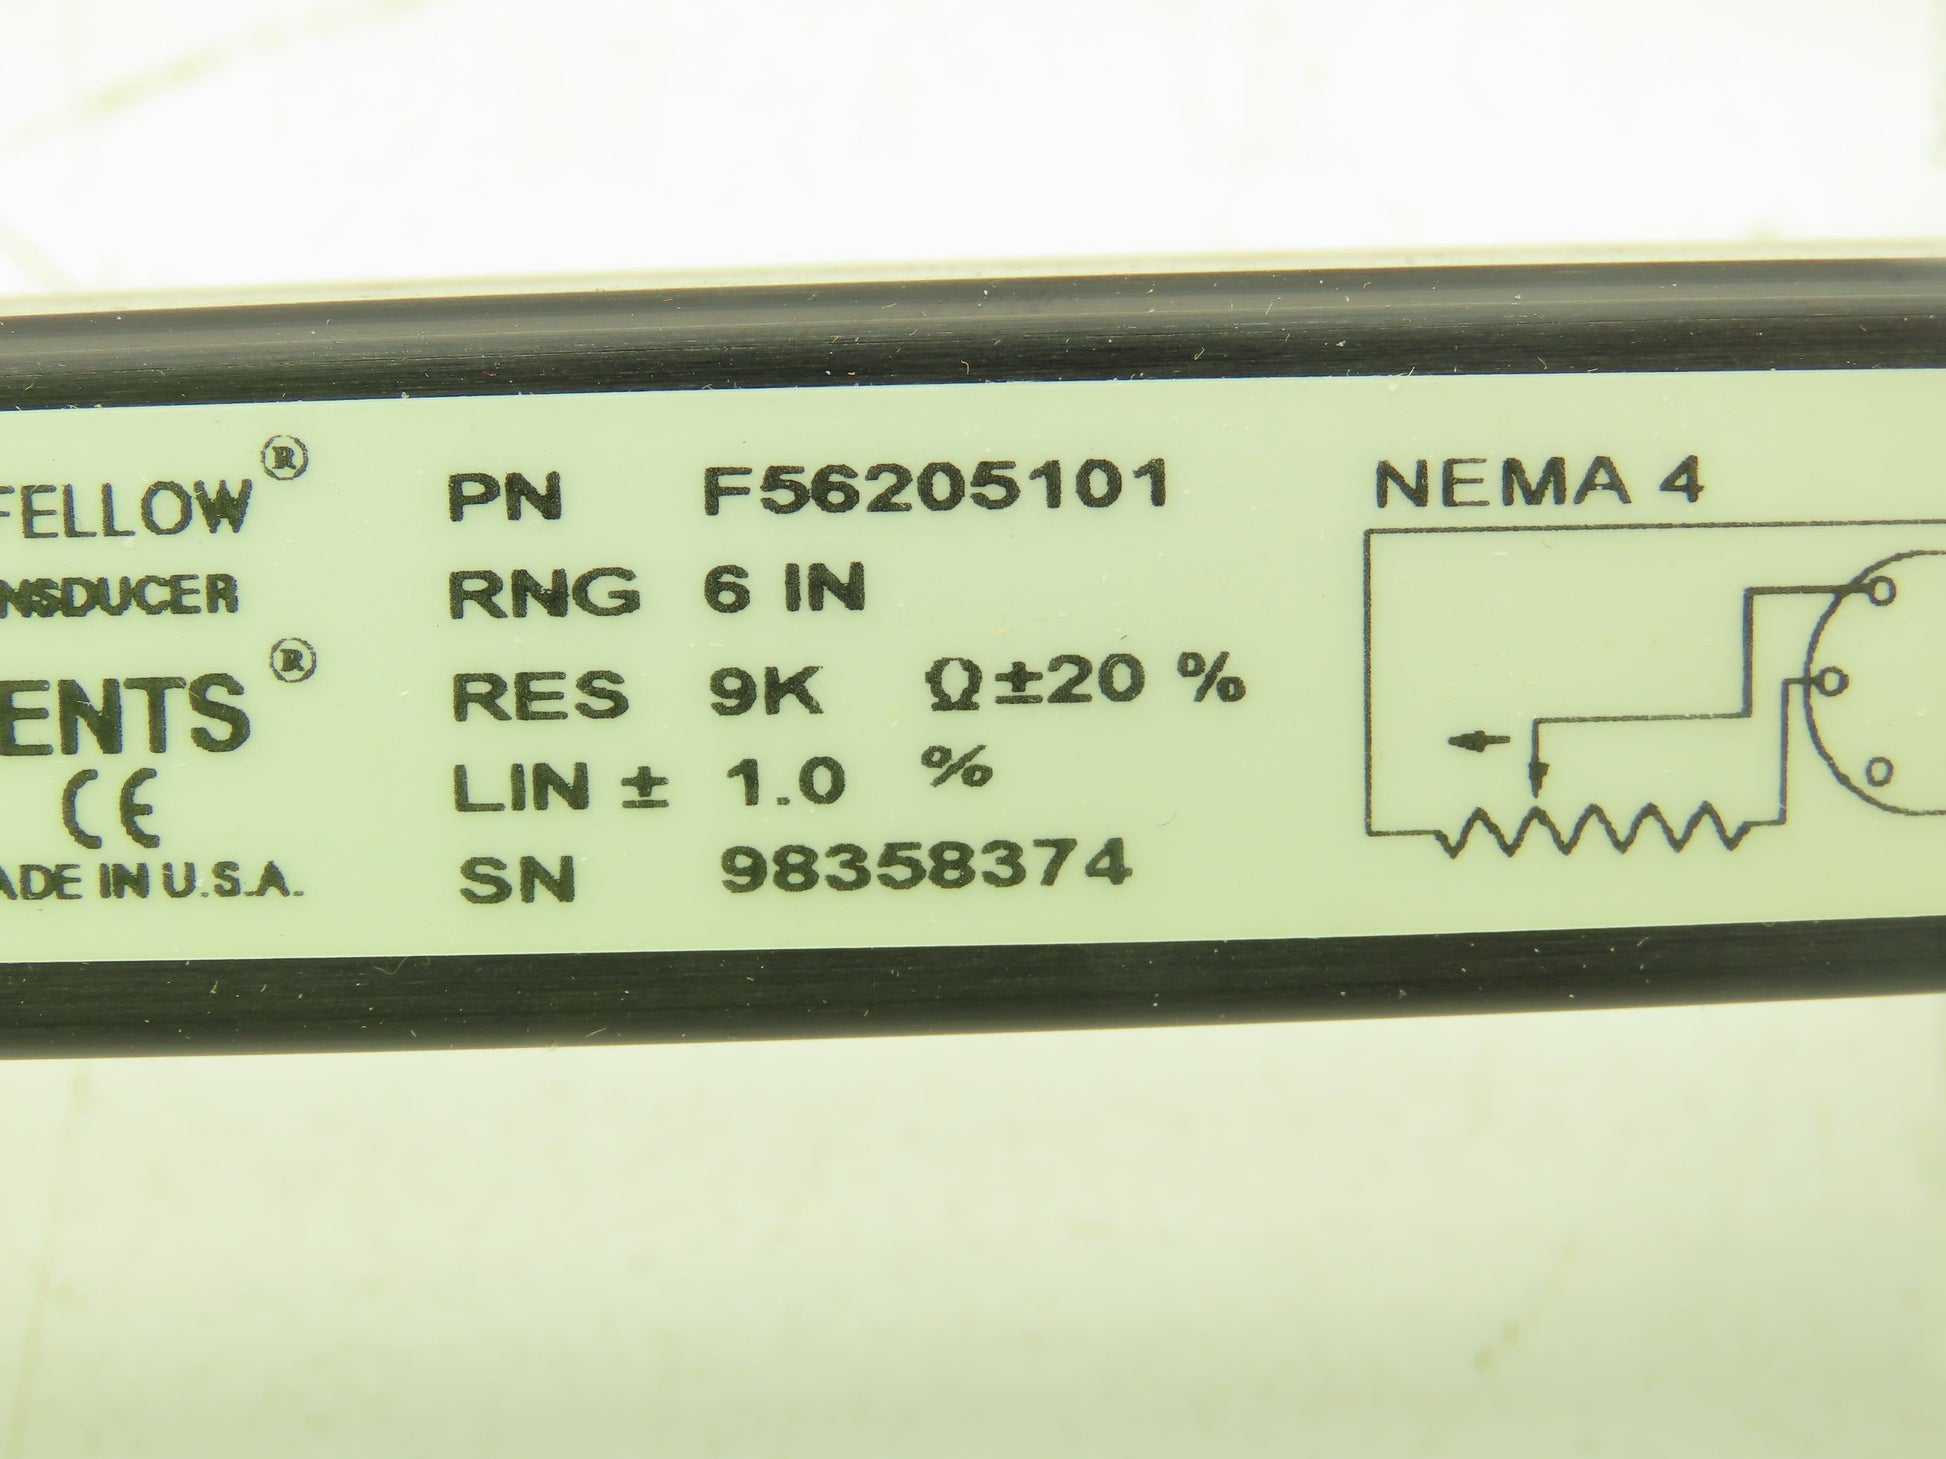 FELLOW®
NSDUCER
ENTS®
CE
ADE IN U.S.A.
PN F56205101
RNG 6 IN
RES 9K Ω±20 %
LIN ± 1.0 %
SN 98358374
NEMA 4